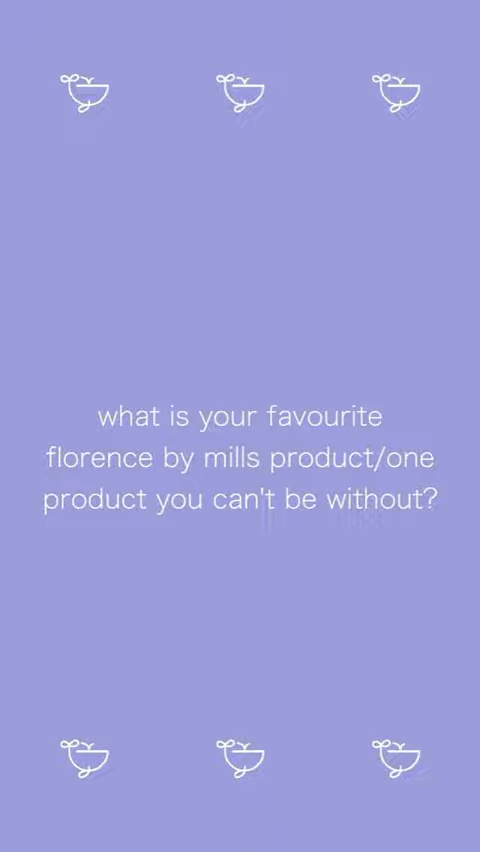 what is your favourite
florence by mills product/one
product you can't be without?